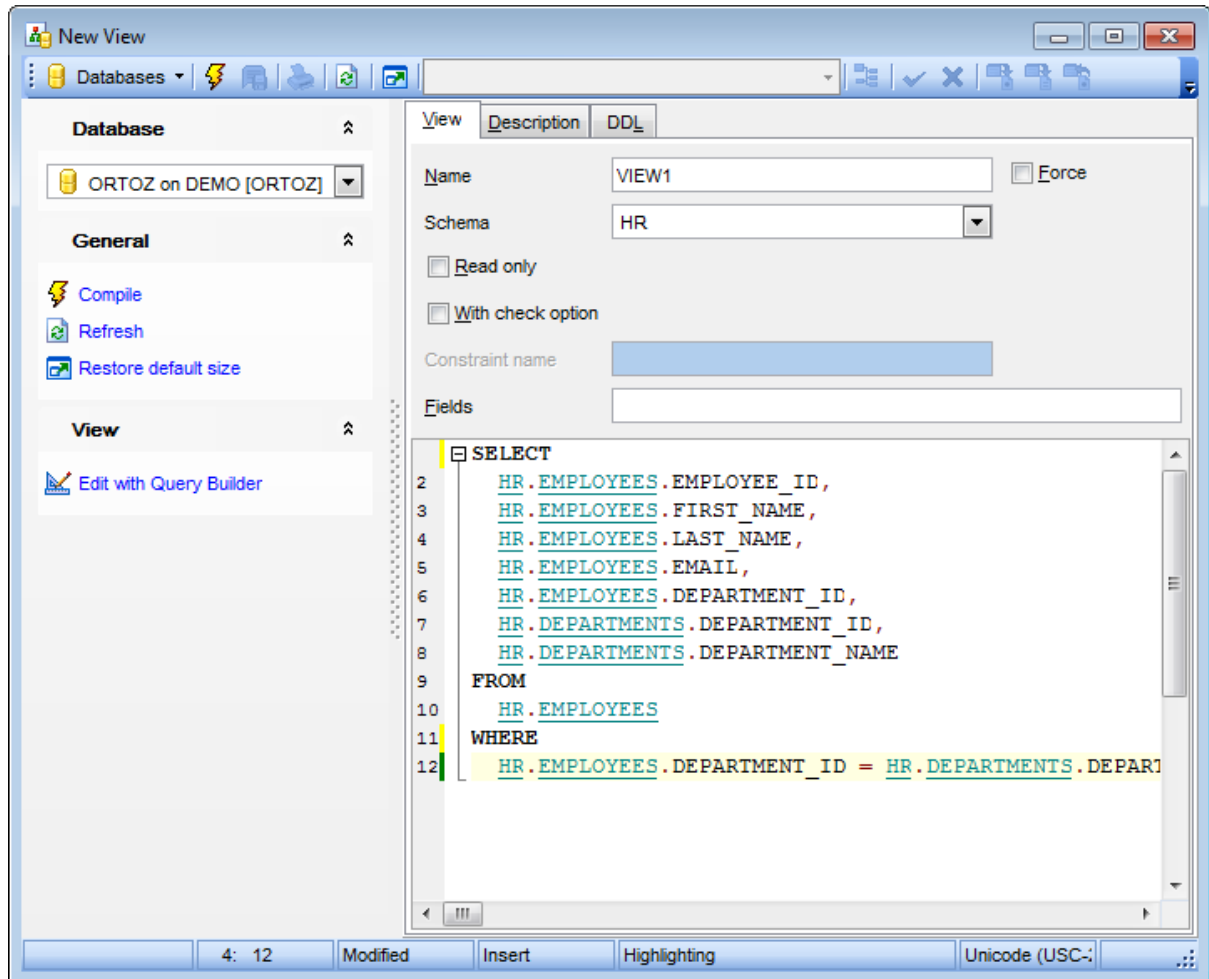 New View
Databases
Database
ORTOZ on DEMO [ORTOZ]
General
Compile
Refresh
Restore default size
View
Edit with Query Builder
View Description DDL
Name VIEW1 Force
Schema HR
Read only
With check option
Constraint name
Fields
SELECT
2 HR.EMPLOYEES.EMPLOYEE_ID,
3 HR.EMPLOYEES.FIRST_NAME,
4 HR.EMPLOYEES.LAST_NAME,
5 HR.EMPLOYEES.EMAIL,
6 HR.EMPLOYEES.DEPARTMENT_ID,
7 HR.DEPARTMENTS.DEPARTMENT_ID,
8 HR.DEPARTMENTS.DEPARTMENT_NAME
9 FROM
10 HR.EMPLOYEES
11 WHERE
12 HR.EMPLOYEES.DEPARTMENT_ID = HR.DEPARTMENTS.DEPART
4: 12 Modified Insert Highlighting Unicode (USC-2